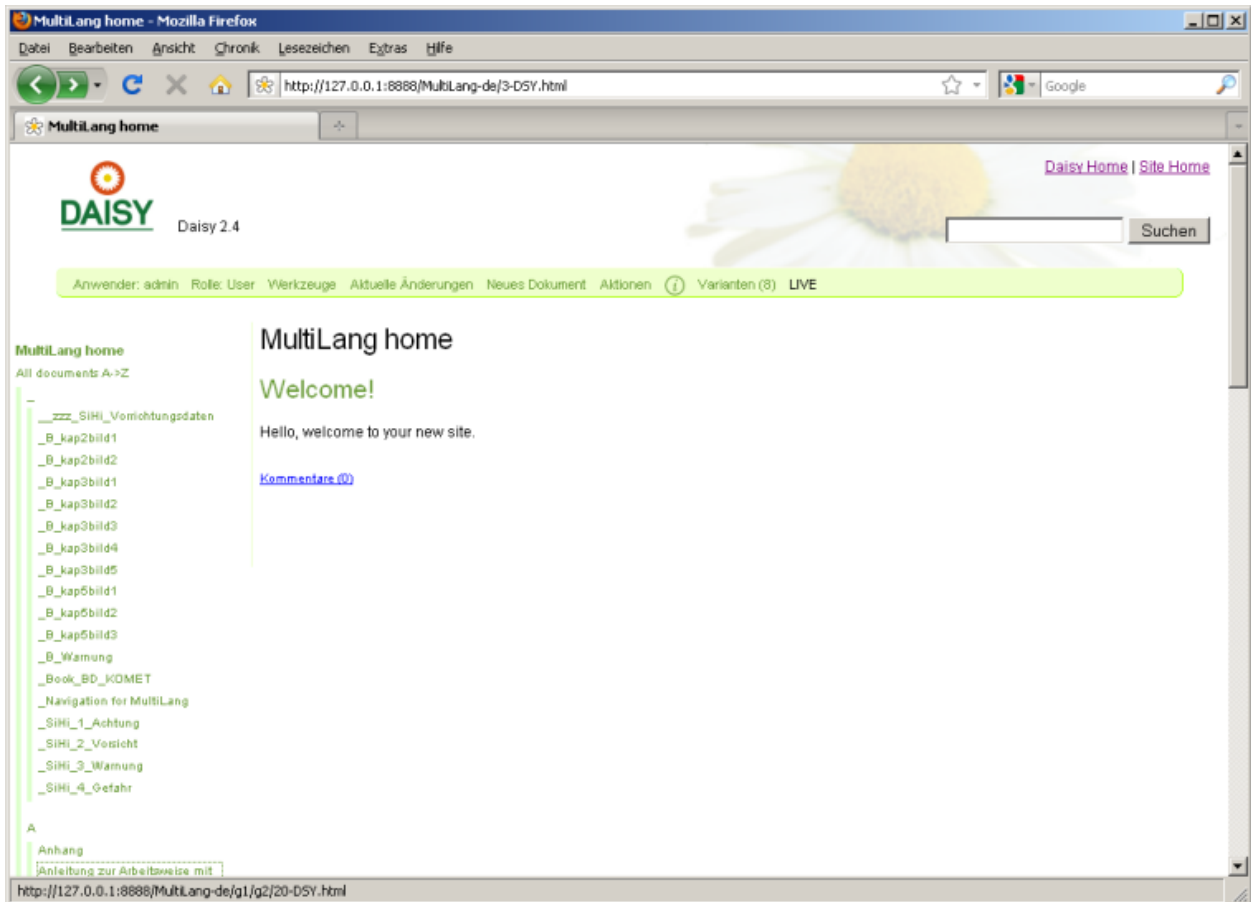 MultiLang home - Mozilla Firefox
Datei Bearbeiten Ansicht Chronik Lesezeichen Extras Hilfe
http://127.0.0.1:8888/MultiLang-de/3-DSY.html
Google
MultiLang home
Daisy Home | Site Home
DAISY
Daisy 2.4
Suchen
Anwender: admin Rolle: User Werkzeuge Aktuelle Änderungen Neues Dokument Aktionen i Varianten (8) LIVE
MultiLang home
All documents A->Z
_
__zzz_SiHi_Vorrichtungsdaten
_B_kap2bild1
_B_kap2bild2
_B_kap3bild1
_B_kap3bild2
_B_kap3bild3
_B_kap3bild4
_B_kap3bild5
_B_kap5bild1
_B_kap5bild2
_B_kap5bild3
_B_Warnung
_Book_BD_KOMET
_Navigation for MultiLang
_SiHi_1_Achtung
_SiHi_2_Vorsicht
_SiHi_3_Warnung
_SiHi_4_Gefahr
A
Anhang
Anleitung zur Arbeitsweise mit
MultiLang home
Welcome!
Hello, welcome to your new site.
Kommentare (0)
http://127.0.0.1:8888/MultiLang-de/g1/g2/20-DSY.html